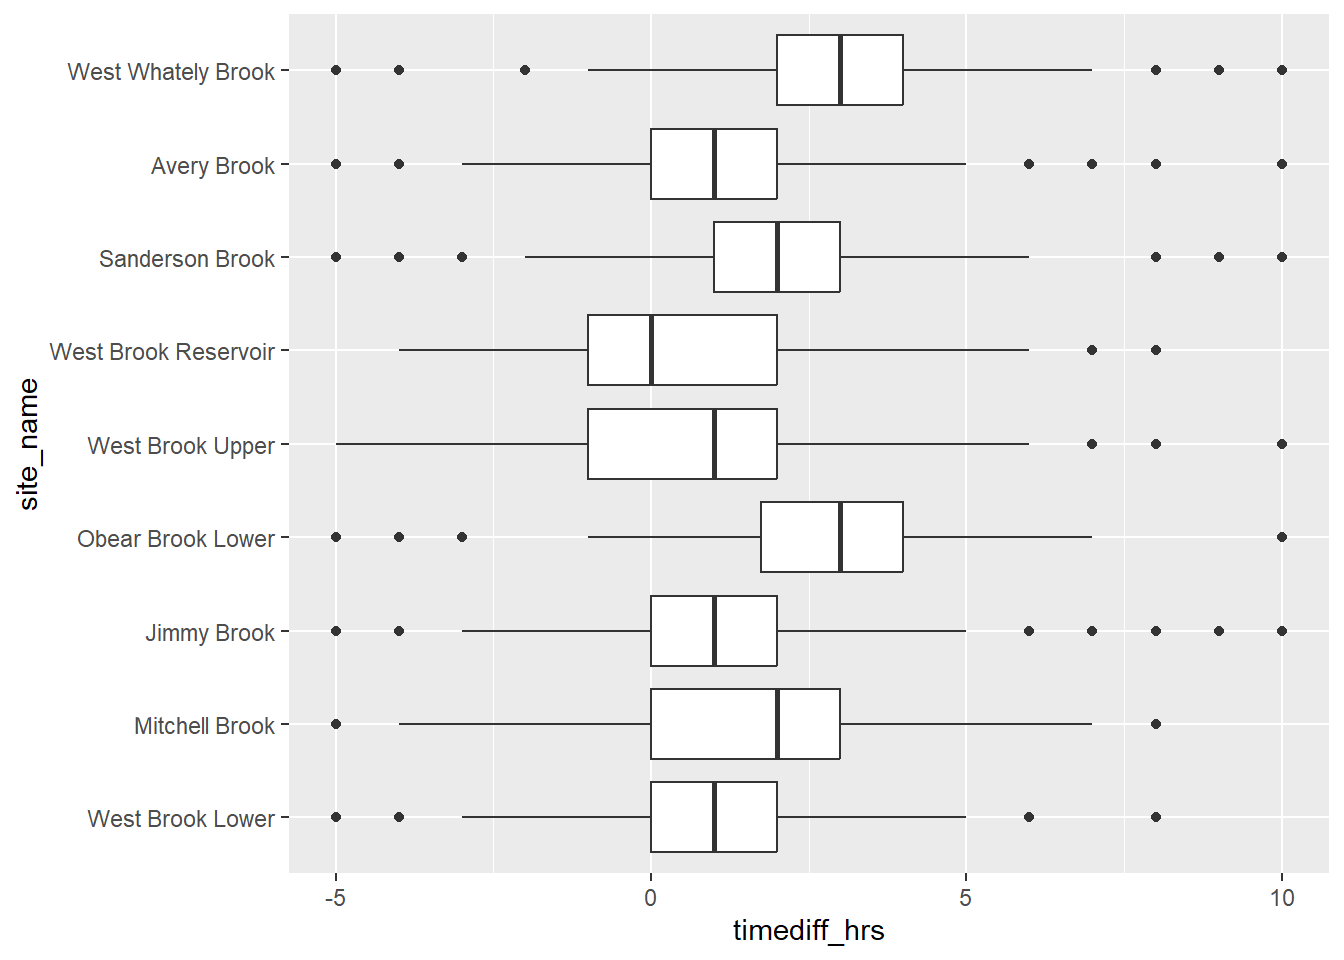 West Whately Brook
Avery Brook
Sanderson Brook
West Brook Reservoir
West Brook Upper
Obear Brook Lower
Jimmy Brook
Mitchell Brook
West Brook Lower
site_name
-5 0 5 10
timediff_hrs